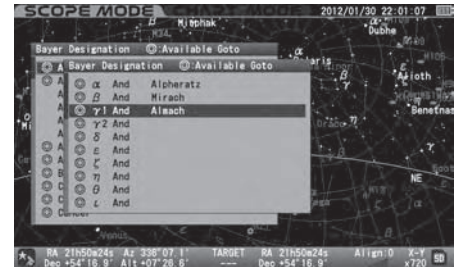 SCOPE MODE
2012/01/30 22:01:07
β Miaphak
M34
α
Dubhe
Bayer Designation ◎:Available Goto
Bayer Designation ◎:Available Goto
◎ α And Alpheratz
◎ β And Mirach
◎ γ1 And Almach
◎ γ2 And
◎ δ And
◎ ε And
◎ ζ And
◎ η And
◎ θ And
◎ ι And
Cancer
Alioth
Benetnas
NE
Venus
RA 21h50m24s Az 336°07.1' TARGET RA 21h50m24s Align:0 X-Y
Dec +54°16.9' Alt +07°26.6' --- Dec +54°16.9' x720 SD